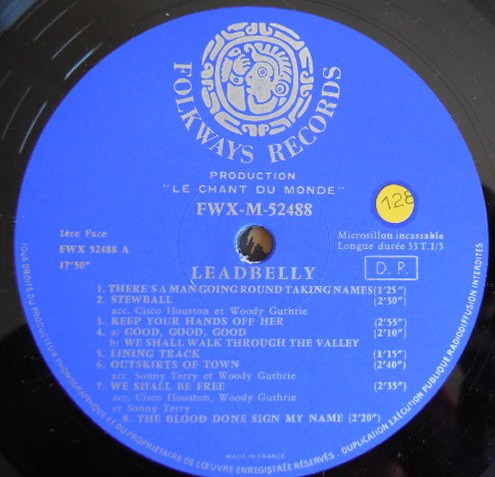 FOLKWAYS RECORDS
PRODUCTION
"LE CHANT DU MONDE"
FWX-M-52488
128
1ère Face
FWX 52488 A
17'50"
Microsillon incassable
Longue durée 33 T.1/3
D. P.
LEADBELLY
1. THERE'S A MAN GOING ROUND TAKING NAMES (1'25")
2. STEWBALL (2'50")
acc. Cisco Houston et Woody Guthrie
3. KEEP YOUR HANDS OFF HER (2'55")
4. a) GOOD, GOOD, GOOD (2'10")
b) WE SHALL WALK THROUGH THE VALLEY
5. LINING TRACK (1'15")
6. OUTSKIRTS OF TOWN (2'40")
acc. Sonny Terry et Woody Guthrie
7. WE SHALL BE FREE (2'35")
acc. Cisco Houston, Woody Guthrie
et Sonny Terry
8. THE BLOOD DONE SIGN MY NAME (2'20")
MADE IN FRANCE
TOUS DROITS DU PRODUCTEUR PHONOGRAPHIQUE ET DU PROPRIÉTAIRE DE L'ŒUVRE ENREGISTRÉE RÉSERVÉS. DUPLICATION EXÉCUTION PUBLIQUE RADIODIFFUSION INTERDITES